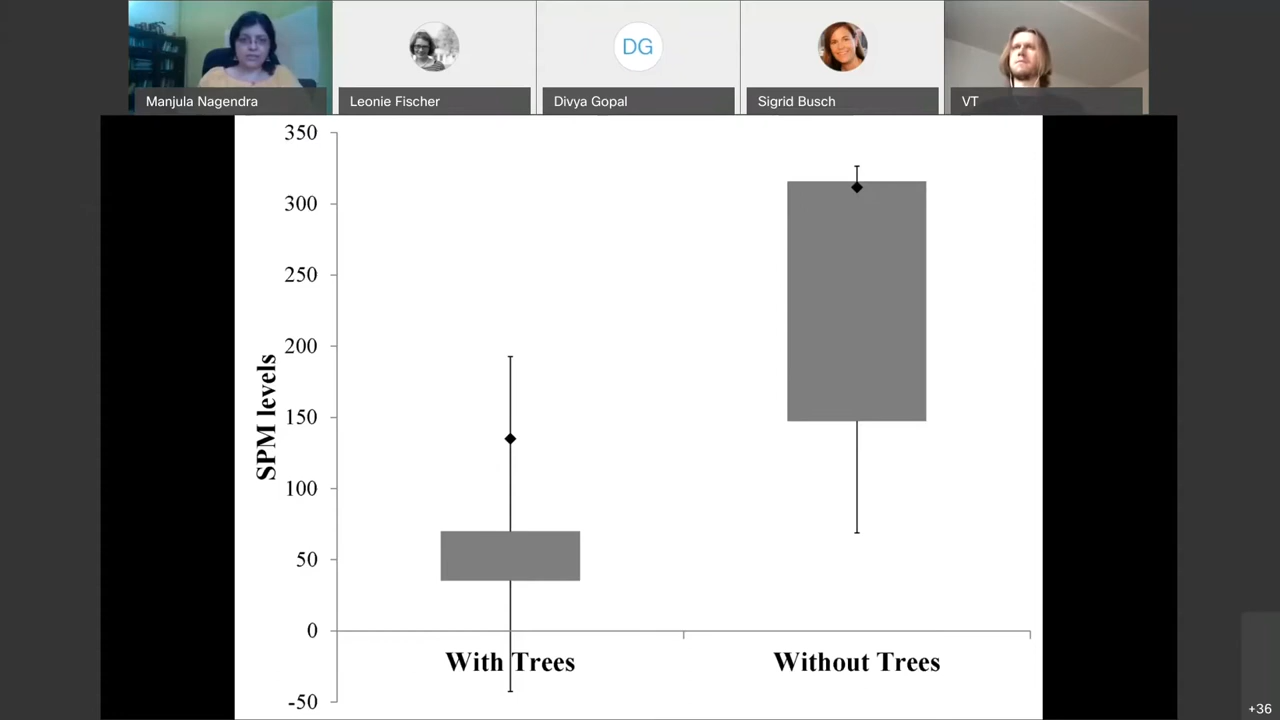 DG
Manjula Nagendra
Leonie Fischer
Divya Gopal
Sigrid Busch
VT
350
300
250
200
150
100
50
0
-50
SPM levels
With Trees
Without Trees
+36